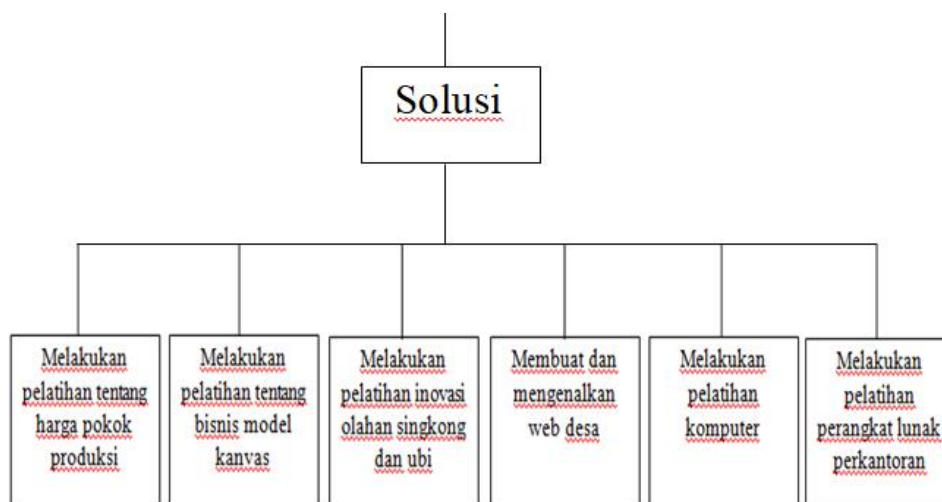 Solusi
Melakukan
pelatihan tentang
harga pokok
produksi
Melakukan
pelatihan tentang
bisnis model
kanvas
Melakukan
pelatihan inovasi
olahan singkong
dan ubi
Membuat dan
mengenalkan
web desa
Melakukan
pelatihan
komputer
Melakukan
pelatihan
perangkat lunak
perkantoran